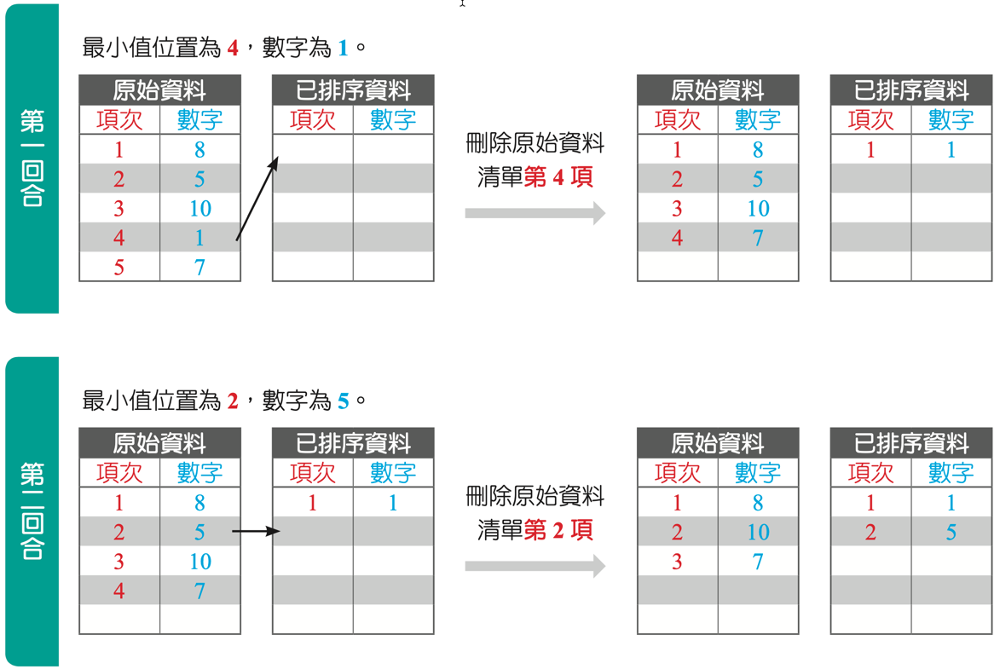 第一回合
最小值位置為 4，數字為 1。
原始資料 已排序資料 原始資料 已排序資料
項次 數字 項次 數字 項次 數字 項次 數字
1 8 1 8 1 1
2 5 2 5
3 10 3 10
4 1 4 7
5 7
刪除原始資料
清單第 4 項
第二回合
最小值位置為 2，數字為 5。
原始資料 已排序資料 原始資料 已排序資料
項次 數字 項次 數字 項次 數字 項次 數字
1 8 1 1 1 8 1 1
2 5 2 10 2 5
3 10 3 7
4 7
刪除原始資料
清單第 2 項